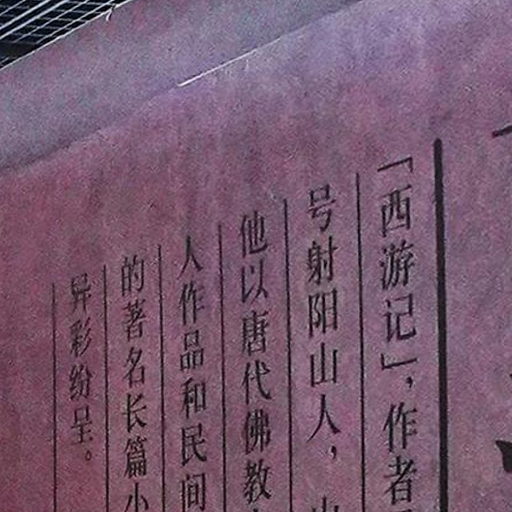 「西游记」，作者
号射阳山人，
他以唐代佛教
人作品和民间
的著名长篇小
异彩纷呈。